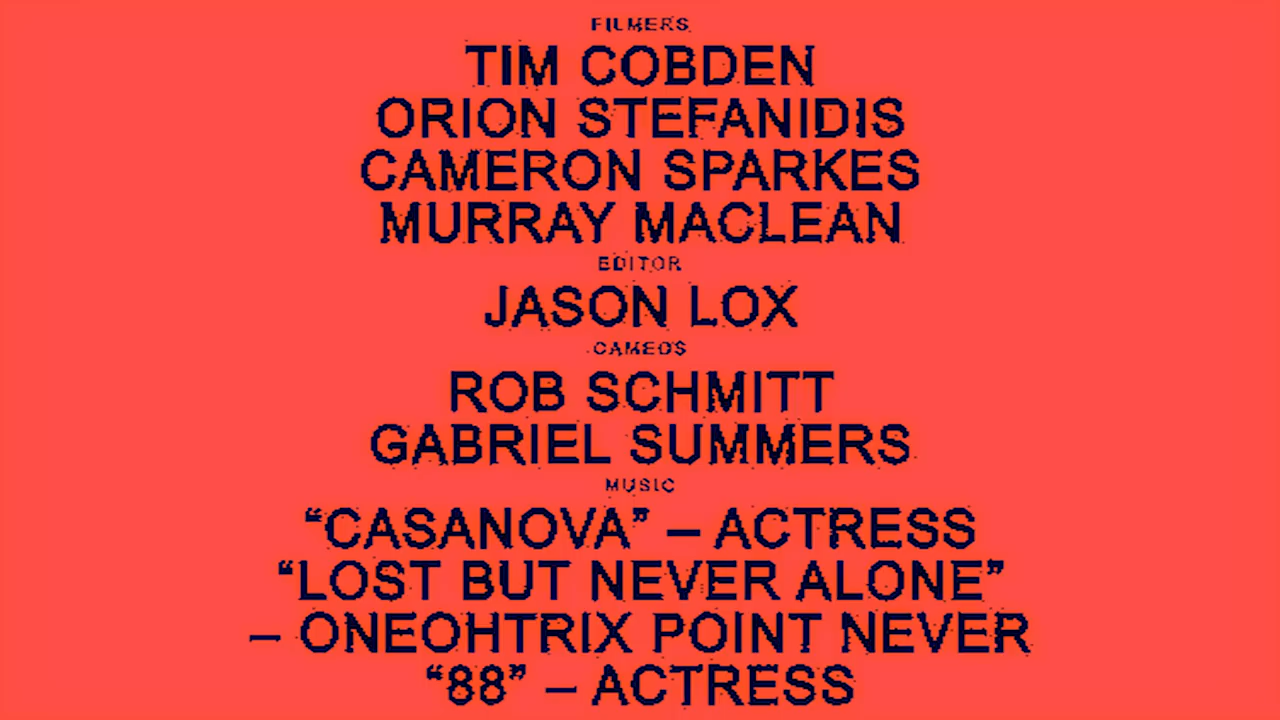 FILMERS
TIM COBDEN
ORION STEFANIDIS
CAMERON SPARKES
MURRAY MACLEAN
EDITOR
JASON LOX
CAMEOS
ROB SCHMITT
GABRIEL SUMMERS
MUSIC
“CASANOVA” – ACTRESS
“LOST BUT NEVER ALONE”
– ONEOHTRIX POINT NEVER
“88” – ACTRESS